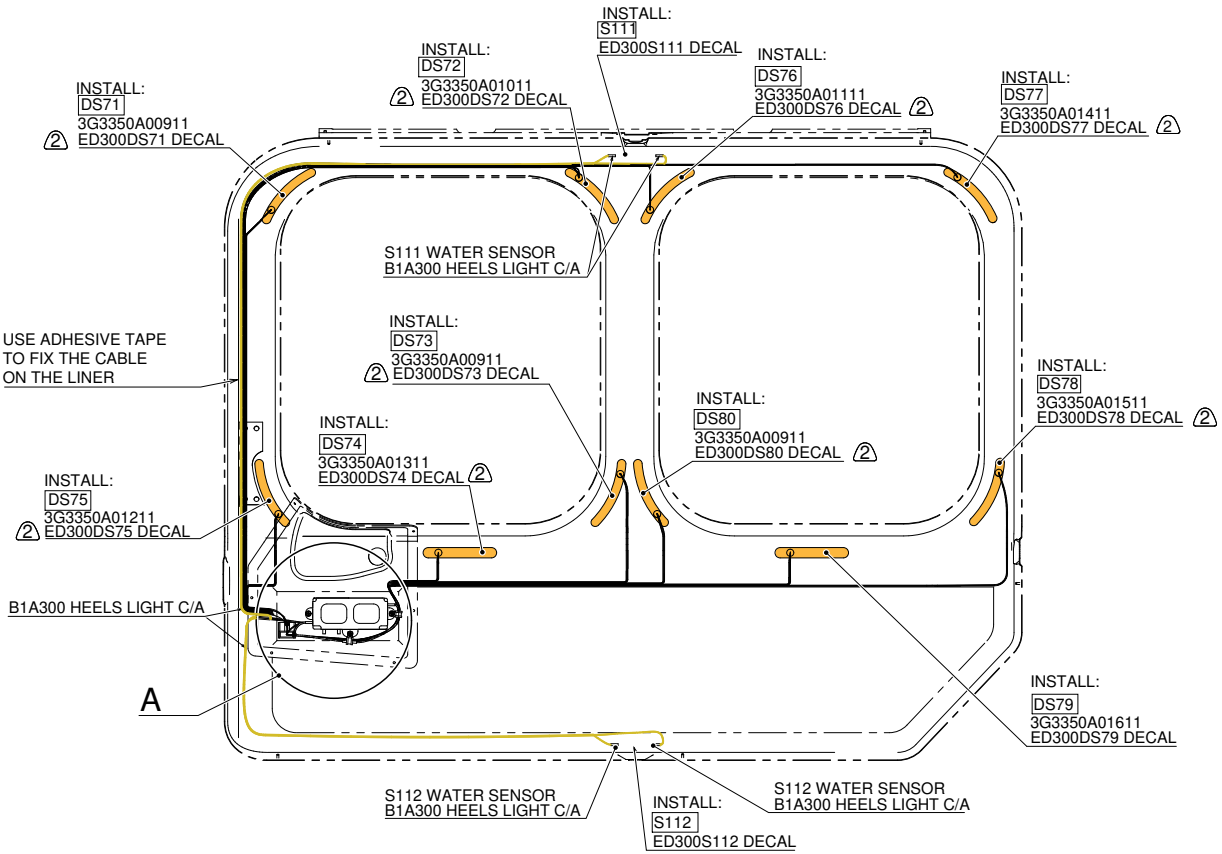 INSTALL:
S111
ED300S111 DECAL
INSTALL:
DS72
3G3350A01011
2
ED300DS72 DECAL
INSTALL:
DS76
3G3350A01111
ED300DS76 DECAL
2
INSTALL:
DS77
3G3350A01411
ED300DS77 DECAL
2
INSTALL:
DS71
3G3350A00911
2
ED300DS71 DECAL
S111 WATER SENSOR
B1A300 HEELS LIGHT C/A
USE ADHESIVE TAPE
TO FIX THE CABLE
ON THE LINER
INSTALL:
DS73
3G3350A00911
2
ED300DS73 DECAL
INSTALL:
DS78
3G3350A01511
ED300DS78 DECAL
2
INSTALL:
DS80
3G3350A00911
ED300DS80 DECAL
2
INSTALL:
DS74
3G3350A01311
ED300DS74 DECAL
2
INSTALL:
DS75
3G3350A01211
2
ED300DS75 DECAL
B1A300 HEELS LIGHT C/A
A
INSTALL:
DS79
3G3350A01611
ED300DS79 DECAL
S112 WATER SENSOR
B1A300 HEELS LIGHT C/A
INSTALL:
S112
ED300S112 DECAL
S112 WATER SENSOR
B1A300 HEELS LIGHT C/A